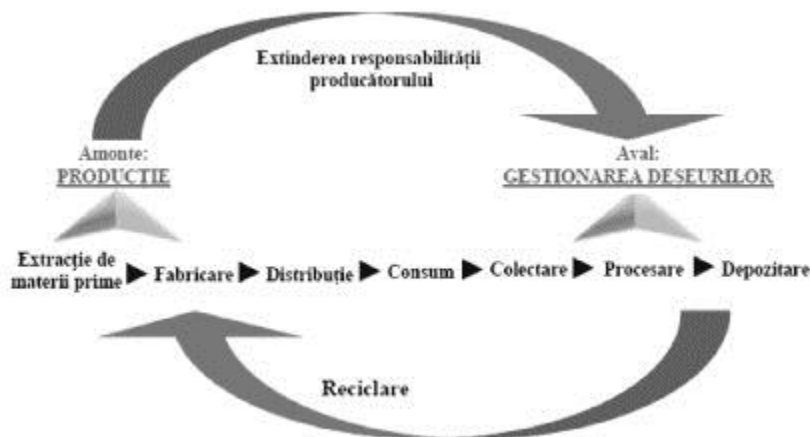 Extinderea responsabilității
producătorului
Amonte:
PRODUCTIE
Aval:
GESTIONAREA DESEURILOR
Extracție de
materii prime
Fabricare
Distribuție
Consum
Colectare
Procesare
Depozitare
Reciclare